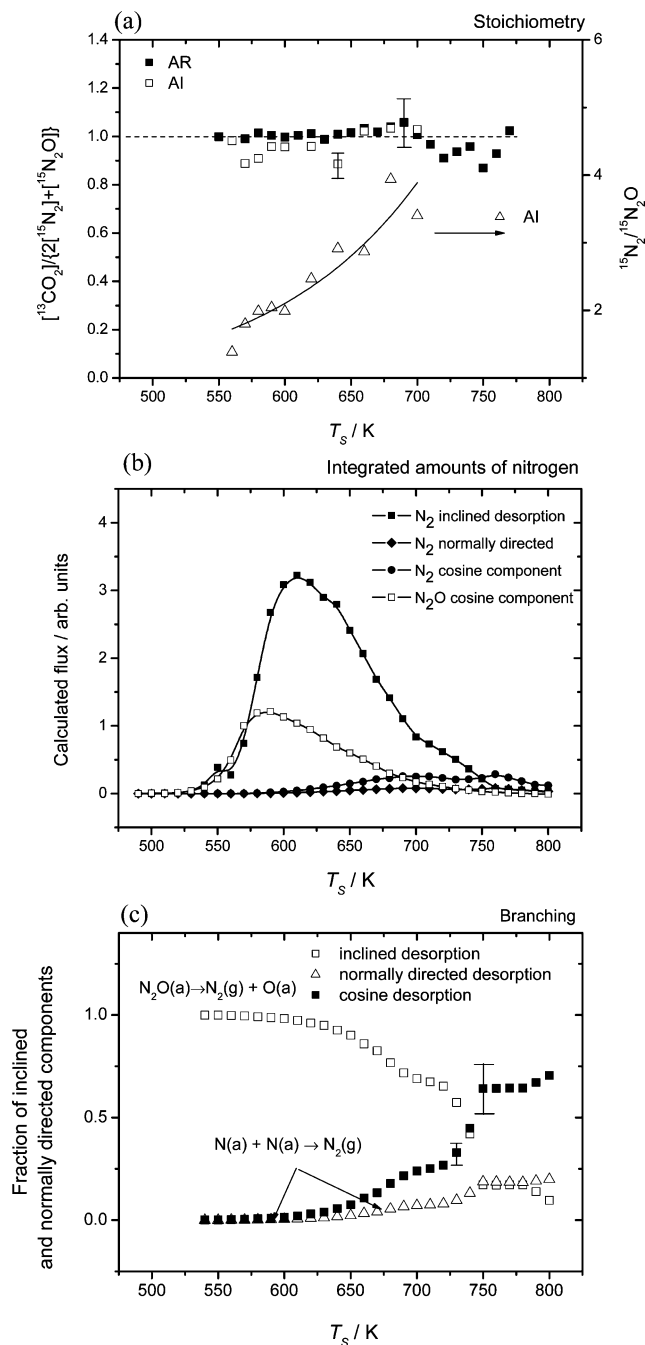 (a)
Stoichiometry
1.4
1.2
1.0
0.8
0.6
0.4
0.2
0.0
[¹³CO₂]/{2[¹⁵N₂]+[¹⁵N₂O]}
AR
AI
AI
6
4
2
¹⁵N₂/¹⁵N₂O
500 550 600 650 700 750 800
T_S / K
(b)
Integrated amounts of nitrogen
4
3
2
1
0
Calculated flux / arb. units
N₂ inclined desorption
N₂ normally directed
N₂ cosine component
N₂O cosine component
500 550 600 650 700 750 800
T_S / K
(c)
Branching
1.0
0.5
0.0
Fraction of inclined
and normally directed components
inclined desorption
normally directed desorption
cosine desorption
N₂O(a)→N₂(g) + O(a)
N(a) + N(a) → N₂(g)
500 550 600 650 700 750 800
T_S / K